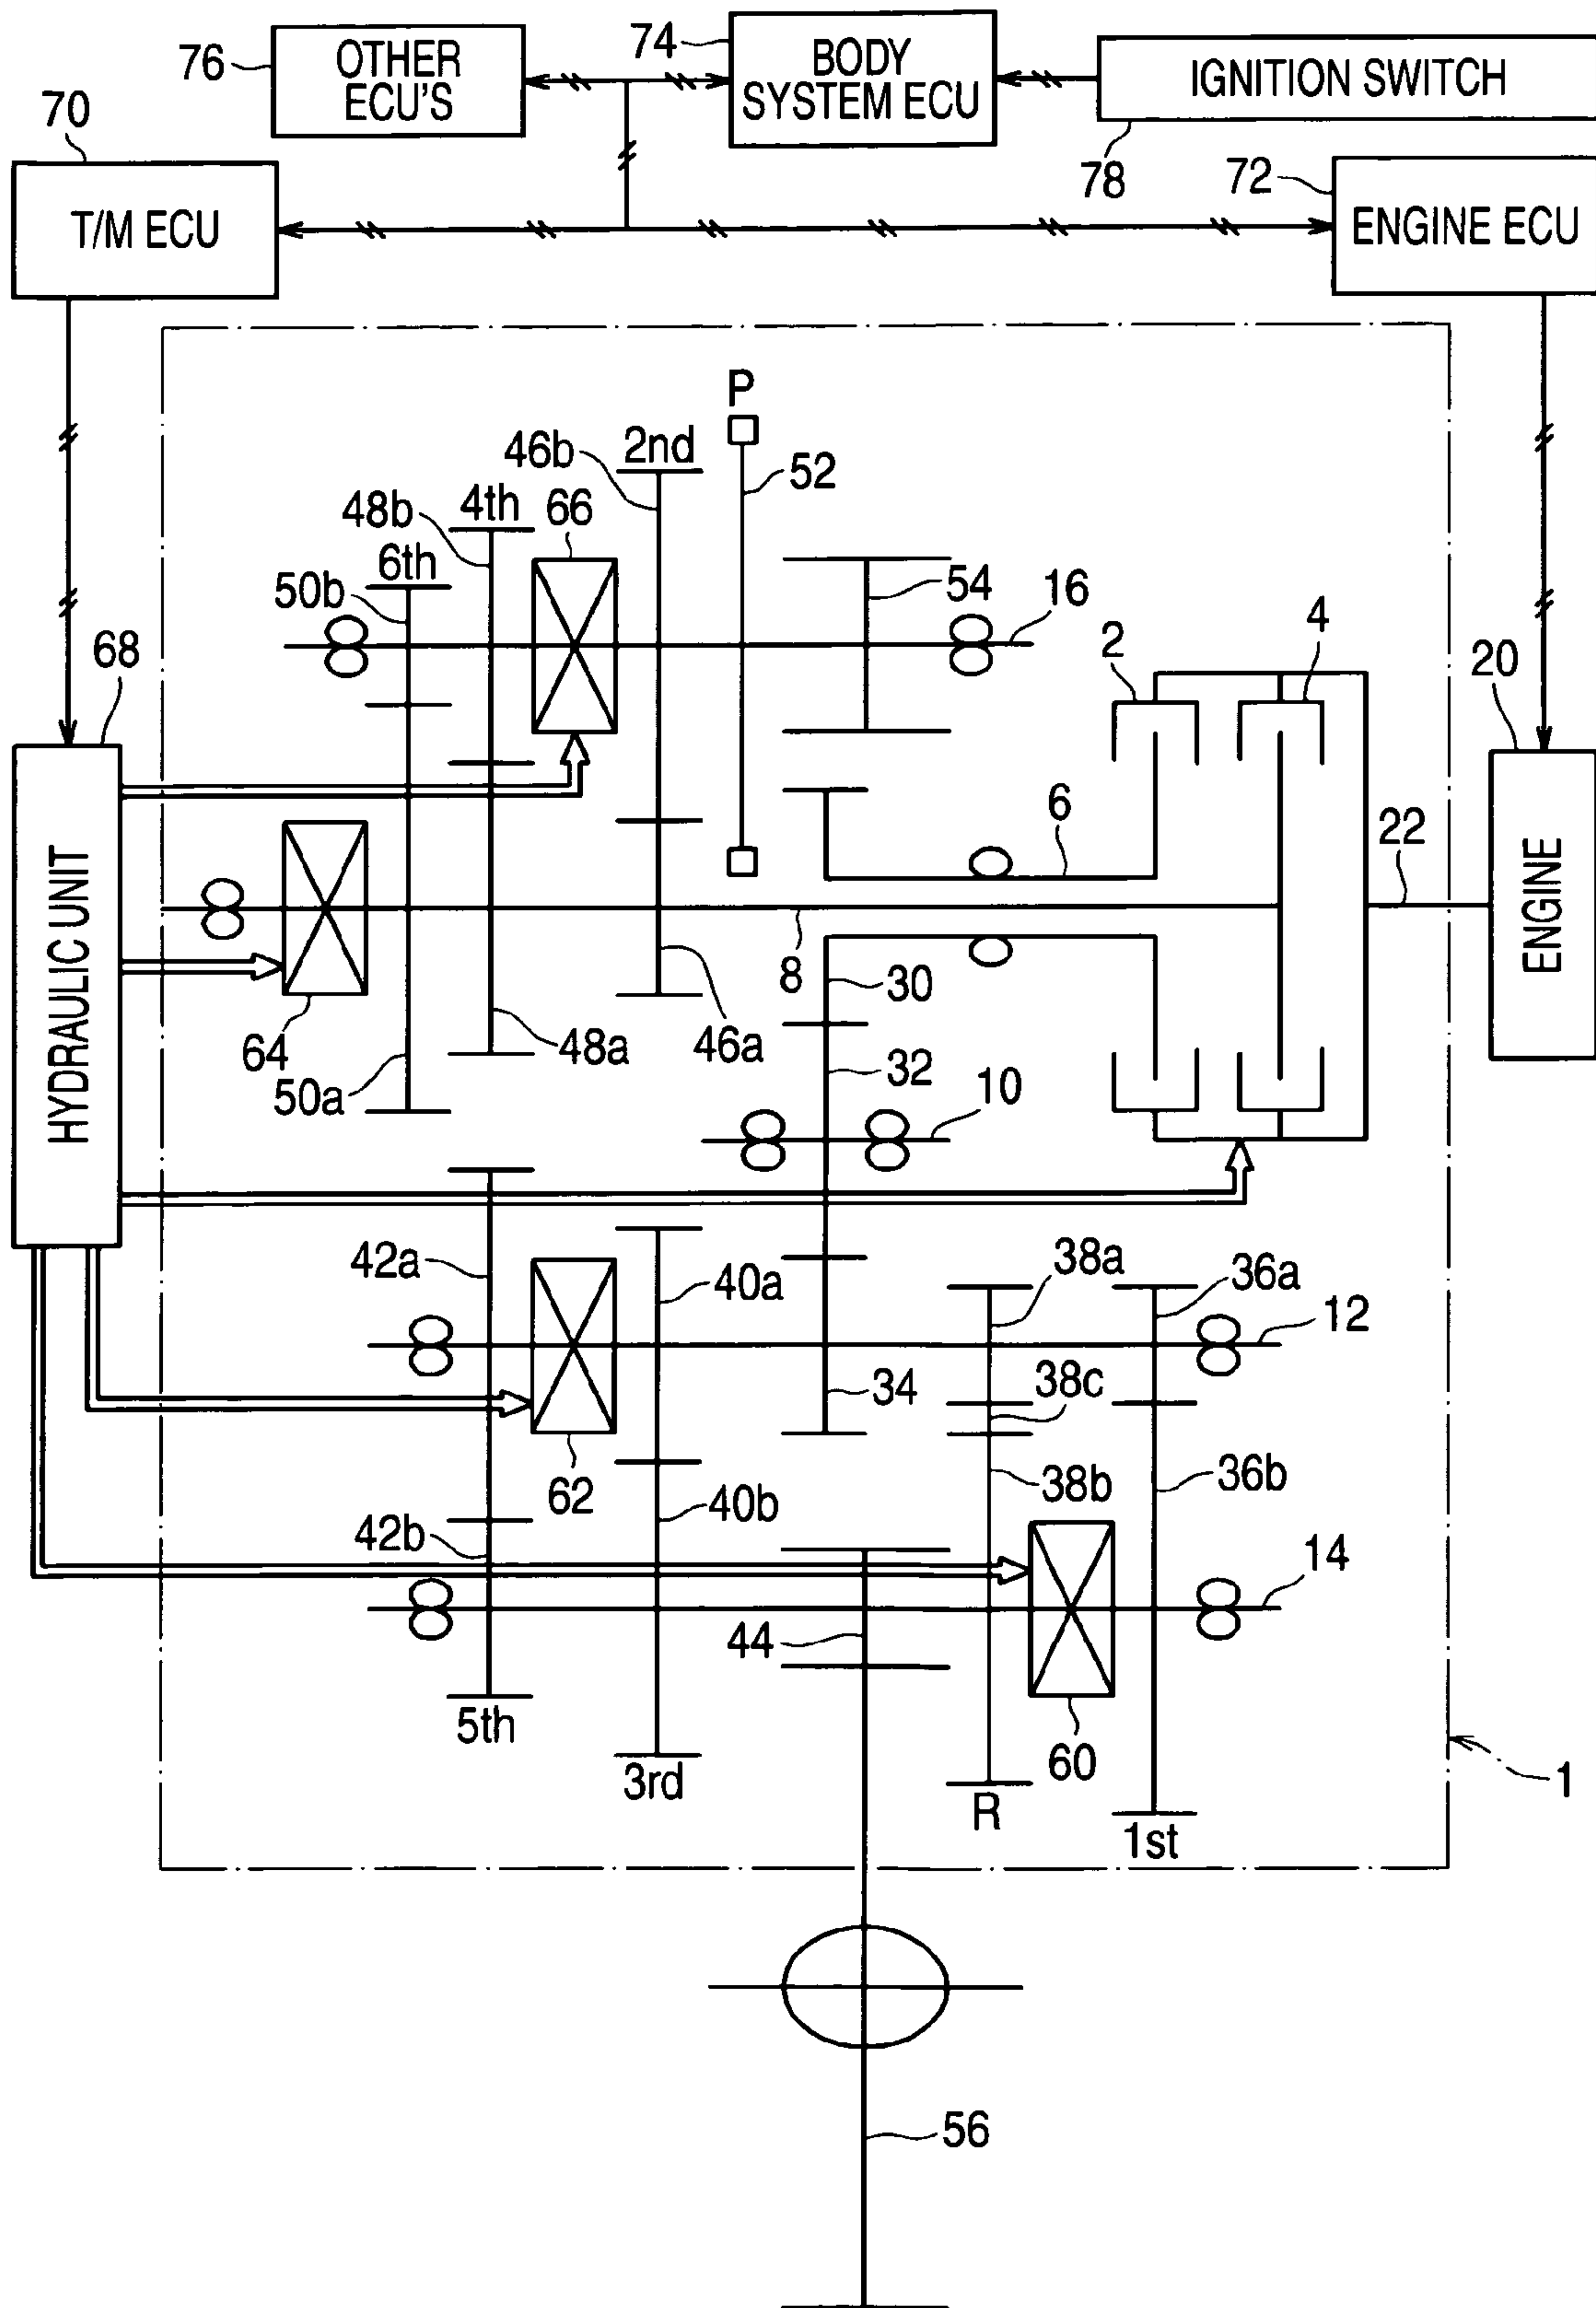 76
OTHER
ECU'S
74
BODY
SYSTEM ECU
IGNITION SWITCH
78
70
T/M ECU
72
ENGINE ECU
P
46b
2nd
52
48b
4th
66
50b
6th
54
16
2
4
20
68
6
22
HYDRAULIC UNIT
ENGINE
8
30
64
48a
46a
32
50a
10
42a
40a
38a
36a
12
34
38c
62
40b
38b
36b
42b
14
44
5th
3rd
60
R
1st
1
56